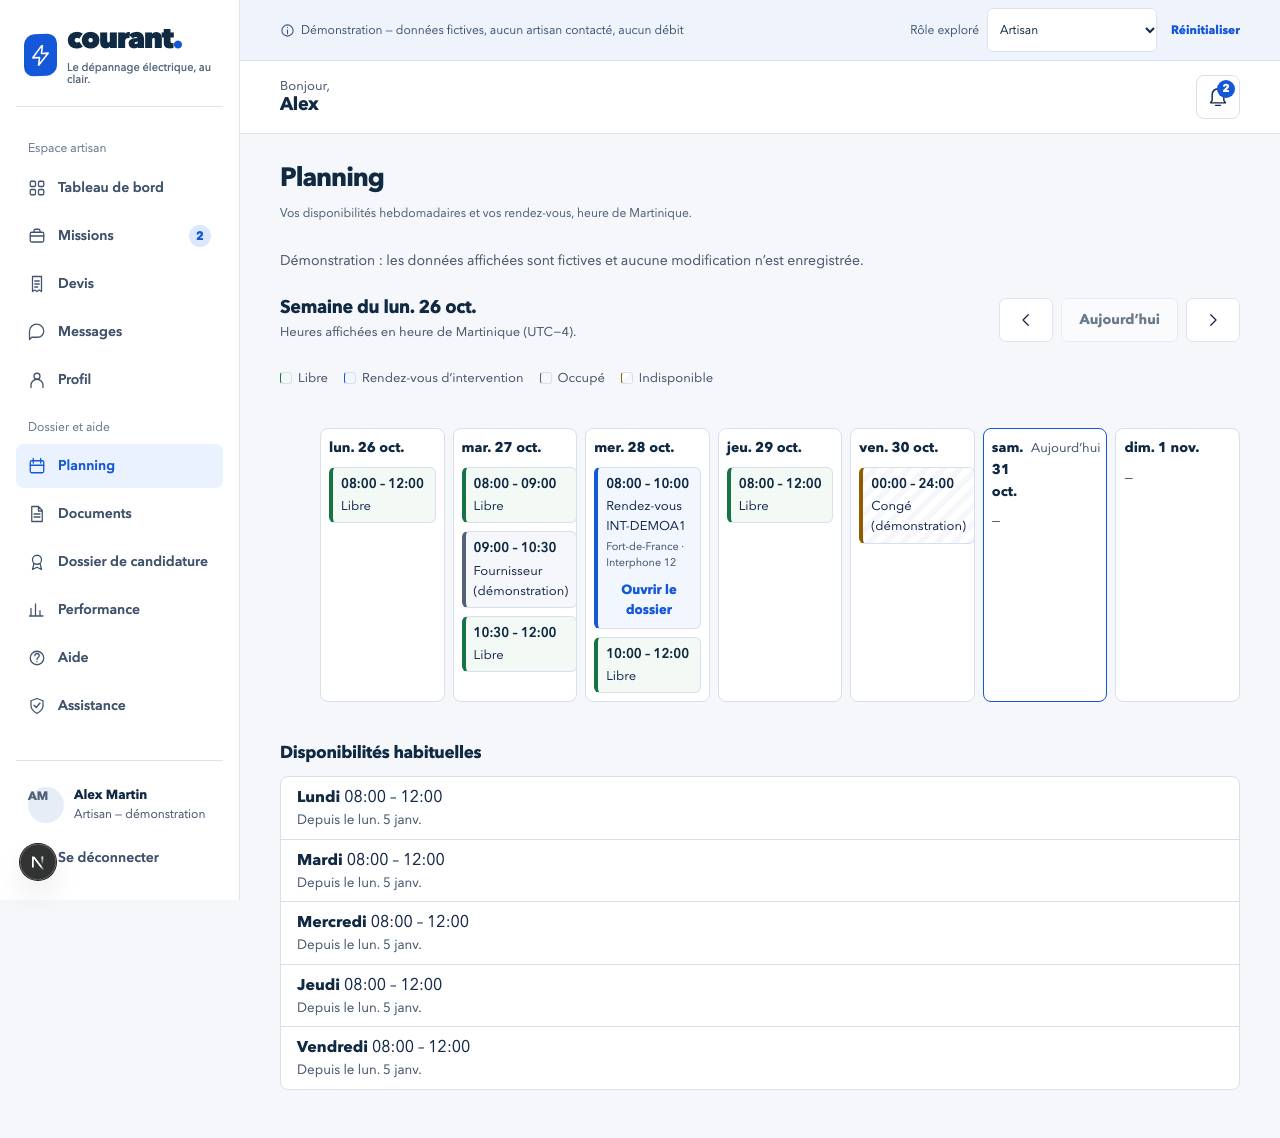 courant.
Le dépannage électrique, au
clair.
Espace artisan
Tableau de bord
Missions
2
Devis
Messages
Profil
Dossier et aide
Planning
Documents
Dossier de candidature
Performance
Aide
Assistance
AM
Alex Martin
Artisan – démonstration
N
Se déconnecter
Démonstration – données fictives, aucun artisan contacté, aucun débit
Rôle exploré
Artisan
Réinitialiser
Bonjour,
Alex
2
Planning
Vos disponibilités hebdomadaires et vos rendez-vous, heure de Martinique.
Démonstration : les données affichées sont fictives et aucune modification n’est enregistrée.
Semaine du lun. 26 oct.
Heures affichées en heure de Martinique (UTC−4).
Aujourd’hui
Libre
Rendez-vous d’intervention
Occupé
Indisponible
lun. 26 oct.
08:00 – 12:00
Libre
mar. 27 oct.
08:00 – 09:00
Libre
09:00 – 10:30
Fournisseur
(démonstration)
10:30 – 12:00
Libre
mer. 28 oct.
08:00 – 10:00
Rendez-vous
INT-DEMOA1
Fort-de-France ·
Interphone 12
Ouvrir le
dossier
10:00 – 12:00
Libre
jeu. 29 oct.
08:00 – 12:00
Libre
ven. 30 oct.
00:00 – 24:00
Congé
(démonstration)
sam. Aujourd’hui
31
oct.
–
dim. 1 nov.
–
Disponibilités habituelles
Lundi 08:00 – 12:00
Depuis le lun. 5 janv.
Mardi 08:00 – 12:00
Depuis le lun. 5 janv.
Mercredi 08:00 – 12:00
Depuis le lun. 5 janv.
Jeudi 08:00 – 12:00
Depuis le lun. 5 janv.
Vendredi 08:00 – 12:00
Depuis le lun. 5 janv.